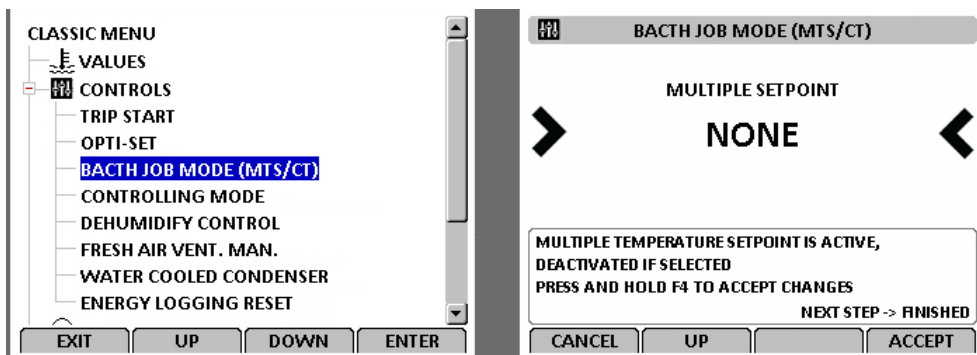 CLASSIC MENU
VALUES
CONTROLS
TRIP START
OPTI-SET
BACTH JOB MODE (MTS/CT)
CONTROLLING MODE
DEHUMIDIFY CONTROL
FRESH AIR VENT. MAN.
WATER COOLED CONDENSER
ENERGY LOGGING RESET
EXIT UP DOWN ENTER
BACTH JOB MODE (MTS/CT)
MULTIPLE SETPOINT
NONE
MULTIPLE TEMPERATURE SETPOINT IS ACTIVE,
DEACTIVATED IF SELECTED
PRESS AND HOLD F4 TO ACCEPT CHANGES
NEXT STEP -> FINISHED
CANCEL UP ACCEPT